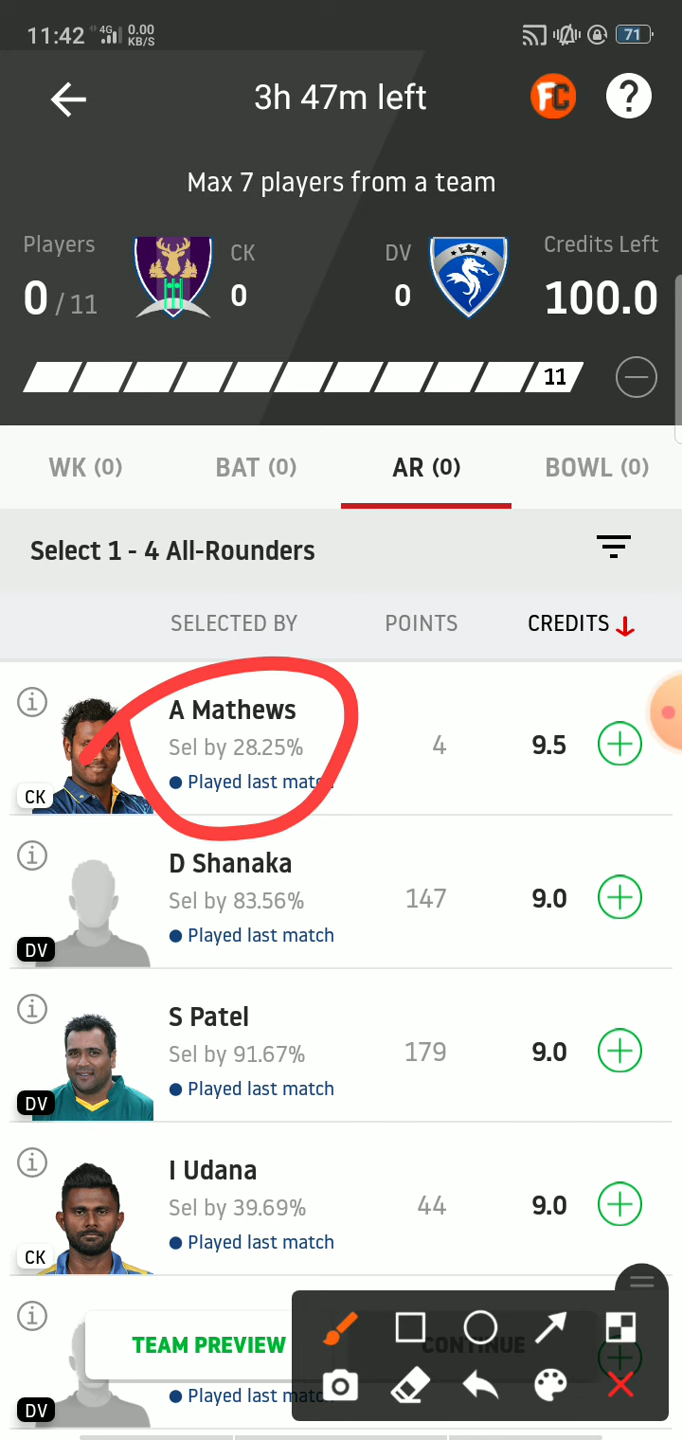 11:42 4G 0.00 KB/S 71
3h 47m left FC ?
Max 7 players from a team
Players CK DV Credits Left
0 / 11 0 0 100.0
11
WK (0) BAT (0) AR (0) BOWL (0)
Select 1 - 4 All-Rounders
SELECTED BY POINTS CREDITS
A Mathews
Sel by 28.25% 4 9.5
Played last match
CK
D Shanaka
Sel by 83.56% 147 9.0
Played last match
DV
S Patel
Sel by 91.67% 179 9.0
Played last match
DV
I Udana
Sel by 39.69% 44 9.0
Played last match
CK
TEAM PREVIEW CONTINUE
Played last match
DV